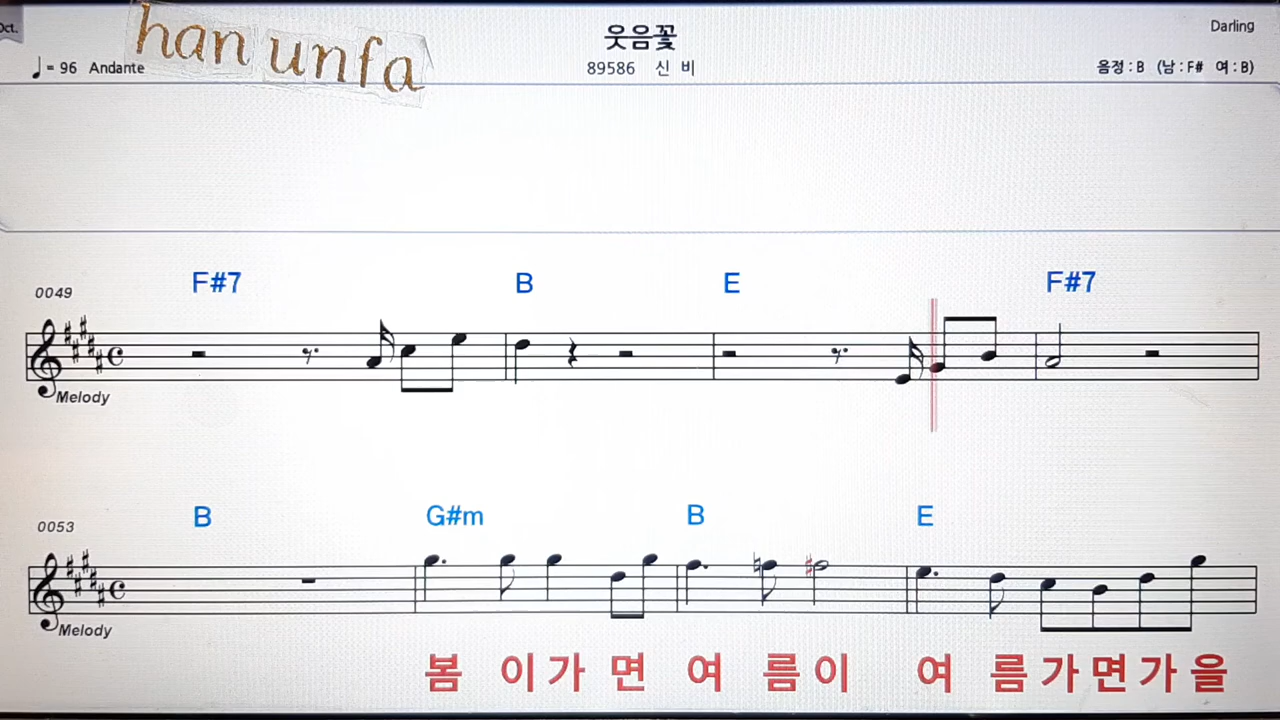 Oct.
han unfa
웃음꽃
Darling
♩= 96 Andante
89586 신 비
음정 : B (남 : F# 여 : B)
F#7 B E F#7
0049
Melody
B G#m B E
0053
Melody
봄 이 가 면 여 름 이 여 름 가 면 가 을